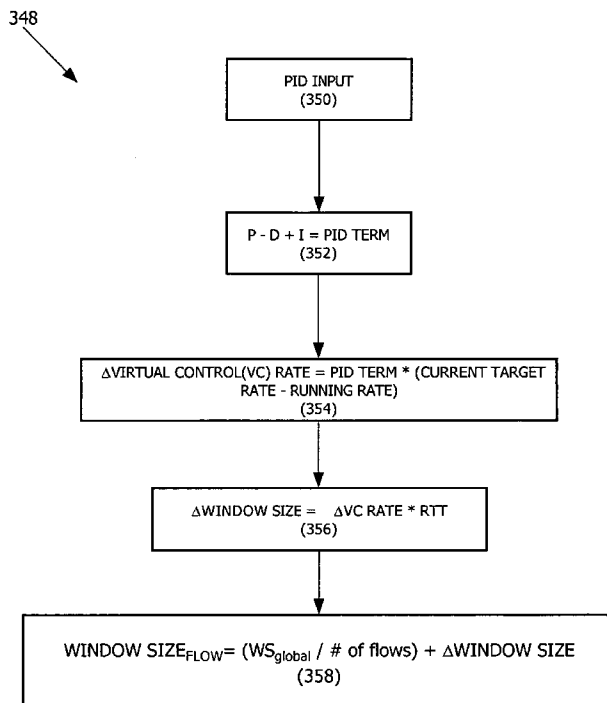 348
PID INPUT
(350)
P - D + I = PID TERM
(352)
ΔVIRTUAL CONTROL(VC) RATE = PID TERM * (CURRENT TARGET
RATE - RUNNING RATE)
(354)
ΔWINDOW SIZE = ΔVC RATE * RTT
(356)
WINDOW SIZE_FLOW = (WS_global / # of flows) + ΔWINDOW SIZE
(358)